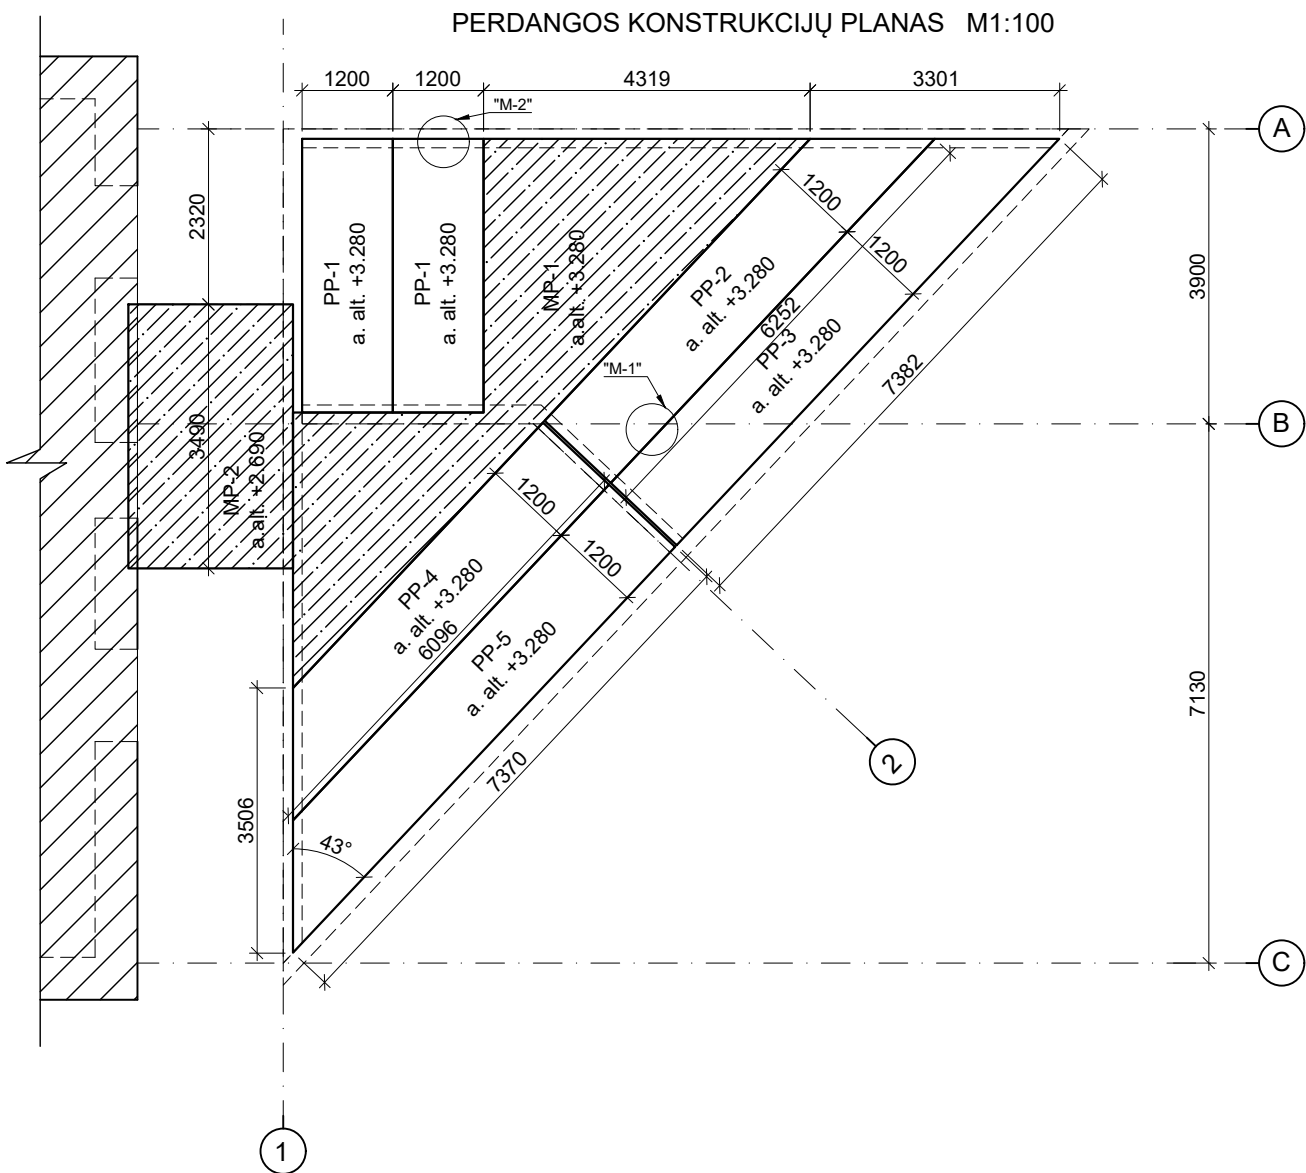 PERDANGOS KONSTRUKCIJŲ PLANAS M1:100
1200
1200
4319
3301
"M-2"
A
2320
3900
PP-1
a. alt. +3.280
PP-1
a. alt. +3.280
MP-1
a.alt. +3.280
1200
1200
PP-2
a. alt. +3.280
6252
PP-3
a. alt. +3.280
7382
"M-1"
B
3490
MP-2
a.alt. +2.690
1200
1200
PP-4
a. alt. +3.280
6096
PP-5
a. alt. +3.280
7130
2
7370
3506
43°
C
1